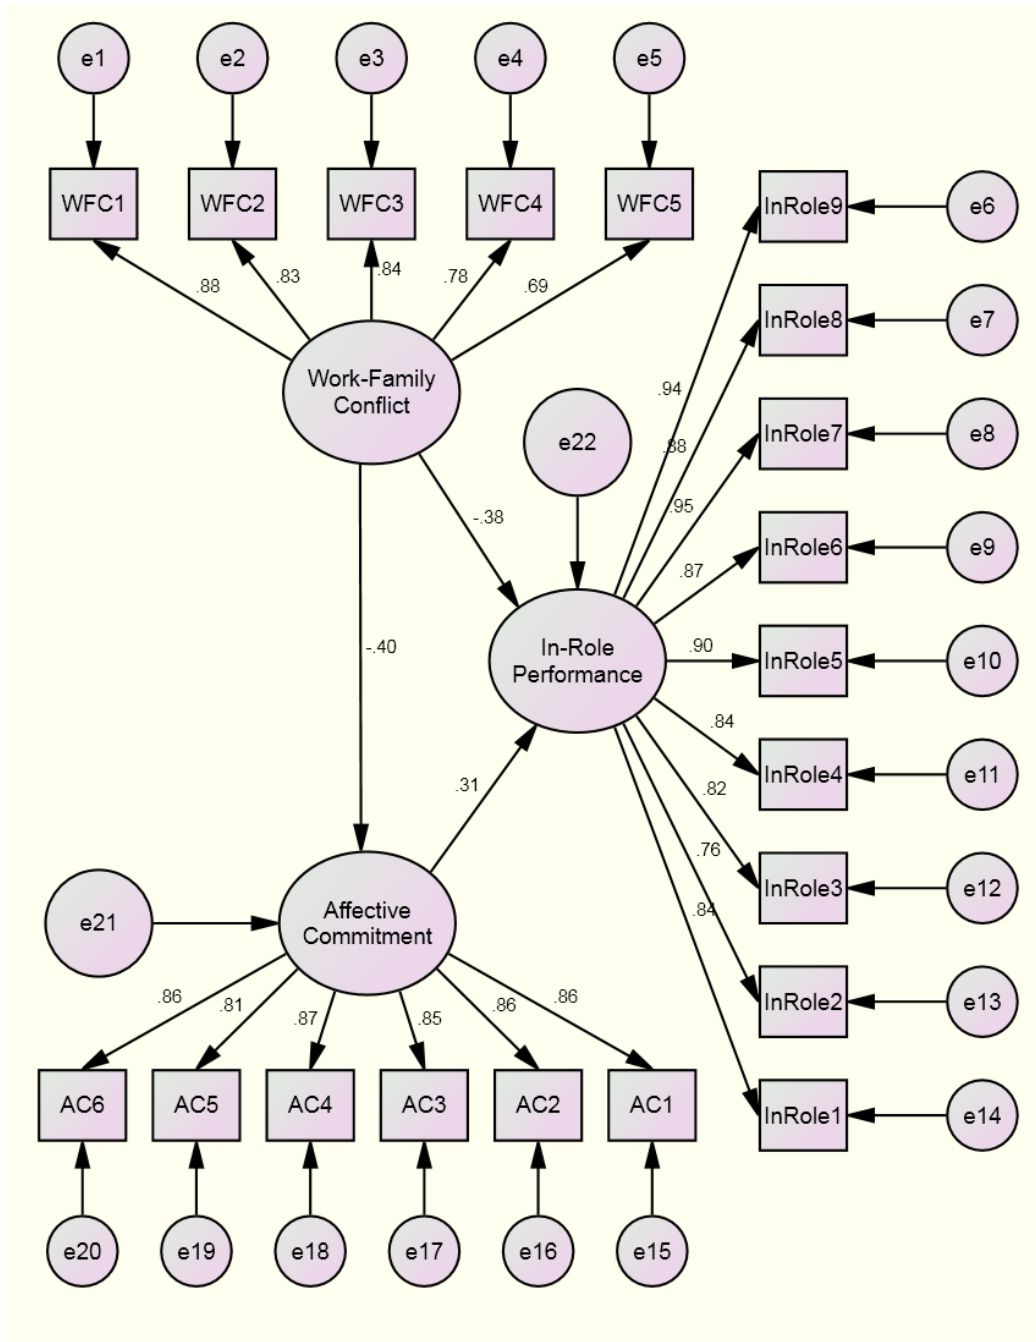 e1
e2
e3
e4
e5
WFC1
WFC2
WFC3
WFC4
WFC5
InRole9
e6
.88
.83
.84
.78
.69
InRole8
e7
Work-Family
Conflict
.94
e22
InRole7
e8
.88
.95
-.38
InRole6
e9
.87
In-Role
Performance
.90
InRole5
e10
-.40
.84
InRole4
e11
.31
.82
.76
InRole3
e12
.84
e21
Affective
Commitment
InRole2
e13
.86
.81
.87
.85
.86
.86
AC6
AC5
AC4
AC3
AC2
AC1
InRole1
e14
e20
e19
e18
e17
e16
e15